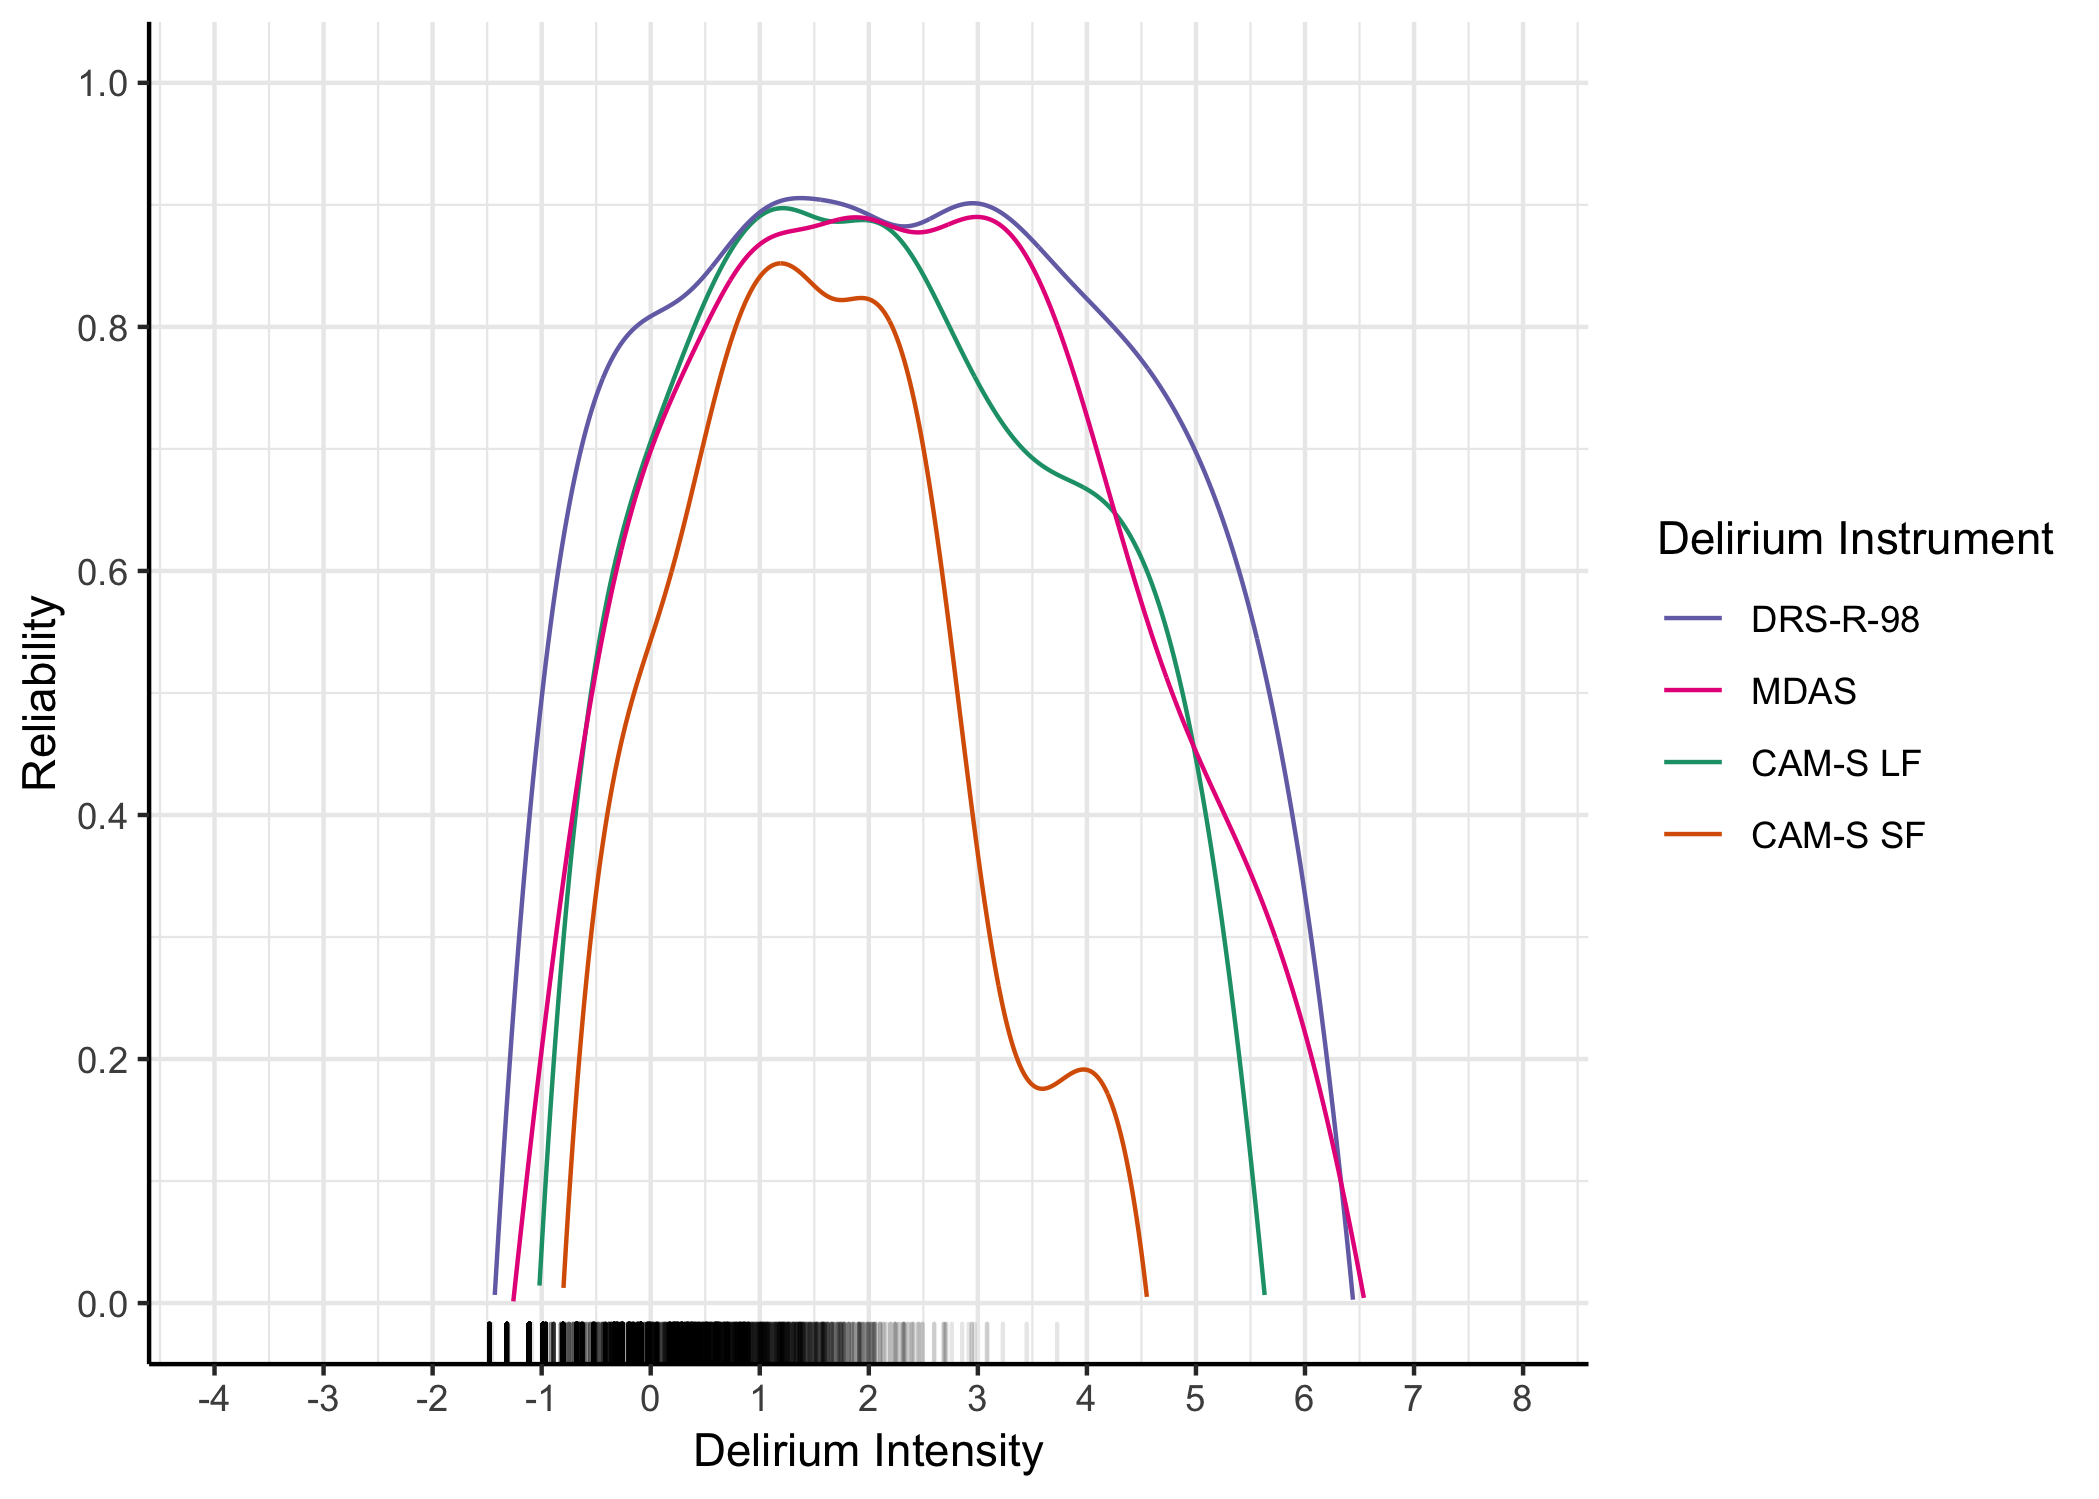 1.0
0.8
0.6
0.4
0.2
0.0
Reliability
-4 -3 -2 -1 0 1 2 3 4 5 6 7 8
Delirium Intensity
Delirium Instrument
DRS-R-98
MDAS
CAM-S LF
CAM-S SF